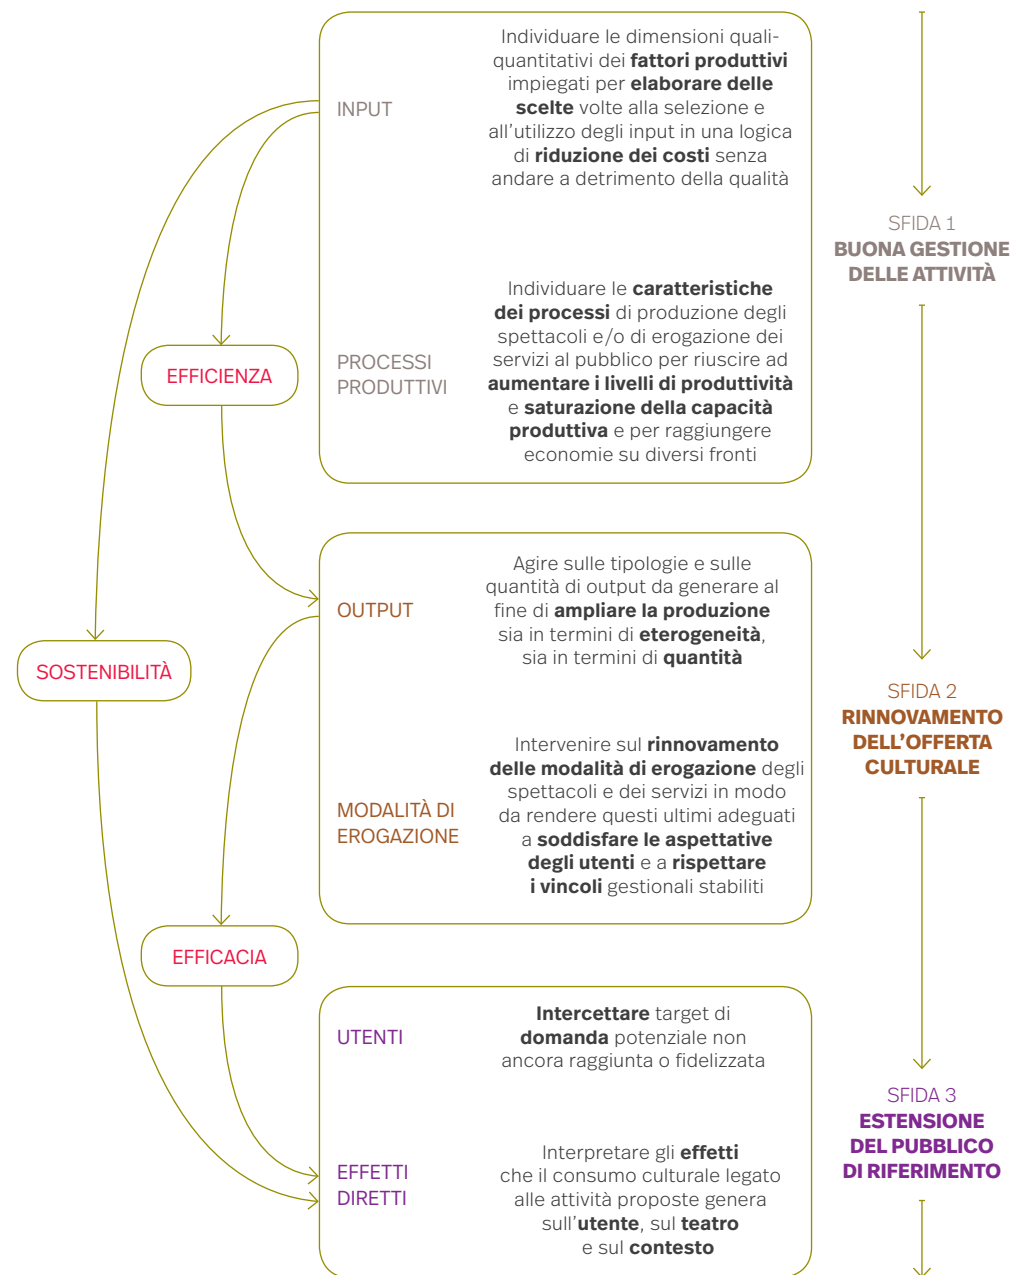 INPUT
Individuare le dimensioni quali-
quantitativi dei fattori produttivi
impiegati per elaborare delle
scelte volte alla selezione e
all'utilizzo degli input in una logica
di riduzione dei costi senza
andare a detrimento della qualità
SFIDA 1
BUONA GESTIONE
DELLE ATTIVITÀ
EFFICIENZA
PROCESSI
PRODUTTIVI
Individuare le caratteristiche
dei processi di produzione degli
spettacoli e/o di erogazione dei
servizi al pubblico per riuscire ad
aumentare i livelli di produttività
e saturazione della capacità
produttiva e per raggiungere
economie su diversi fronti
OUTPUT
Agire sulle tipologie e sulle
quantità di output da generare al
fine di ampliare la produzione
sia in termini di eterogeneità,
sia in termini di quantità
SOSTENIBILITÀ
SFIDA 2
RINNOVAMENTO
DELL'OFFERTA
CULTURALE
MODALITÀ DI
EROGAZIONE
Intervenire sul rinnovamento
delle modalità di erogazione degli
spettacoli e dei servizi in modo
da rendere questi ultimi adeguati
a soddisfare le aspettative
degli utenti e a rispettare
i vincoli gestionali stabiliti
EFFICACIA
UTENTI
Intercettare target di
domanda potenziale non
ancora raggiunta o fidelizzata
SFIDA 3
ESTENSIONE
DEL PUBBLICO
DI RIFERIMENTO
EFFETTI
DIRETTI
Interpretare gli effetti
che il consumo culturale legato
alle attività proposte genera
sull'utente, sul teatro
e sul contesto